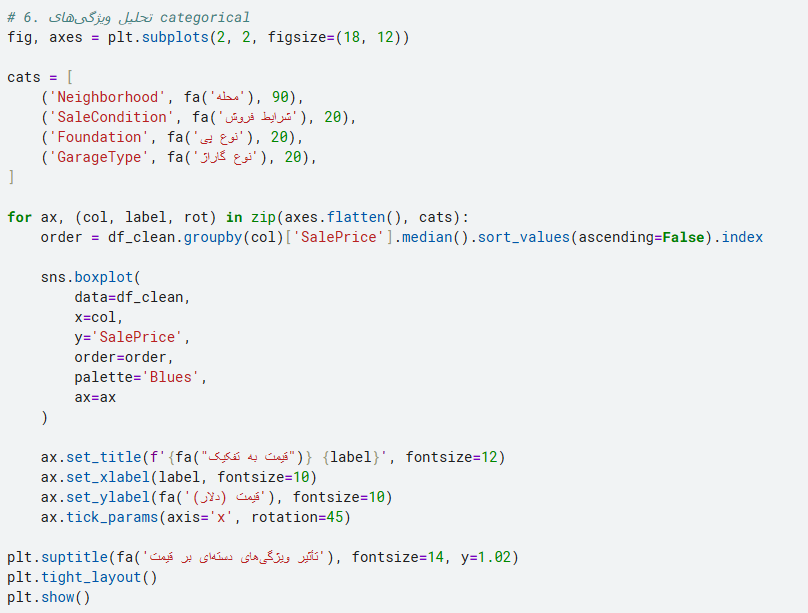 # 6. تحلیل ویژگی‌های categorical
fig, axes = plt.subplots(2, 2, figsize=(18, 12))
cats = [
    ('Neighborhood', fa('محله'), 90),
    ('SaleCondition', fa('شرایط فروش'), 20),
    ('Foundation', fa('نوع پی'), 20),
    ('GarageType', fa('نوع گاراژ'), 20),
]
for ax, (col, label, rot) in zip(axes.flatten(), cats):
    order = df_clean.groupby(col)['SalePrice'].median().sort_values(ascending=False).index
    sns.boxplot(
        data=df_clean,
        x=col,
        y='SalePrice',
        order=order,
        palette='Blues',
        ax=ax
    )
    ax.set_title(f'{fa("قیمت به تفکیک")} {label}', fontsize=12)
    ax.set_xlabel(label, fontsize=10)
    ax.set_ylabel(fa('قیمت (دلار)'), fontsize=10)
    ax.tick_params(axis='x', rotation=45)
plt.suptitle(fa('تأثیر ویژگی‌های دسته‌ای بر قیمت'), fontsize=14, y=1.02)
plt.tight_layout()
plt.show()